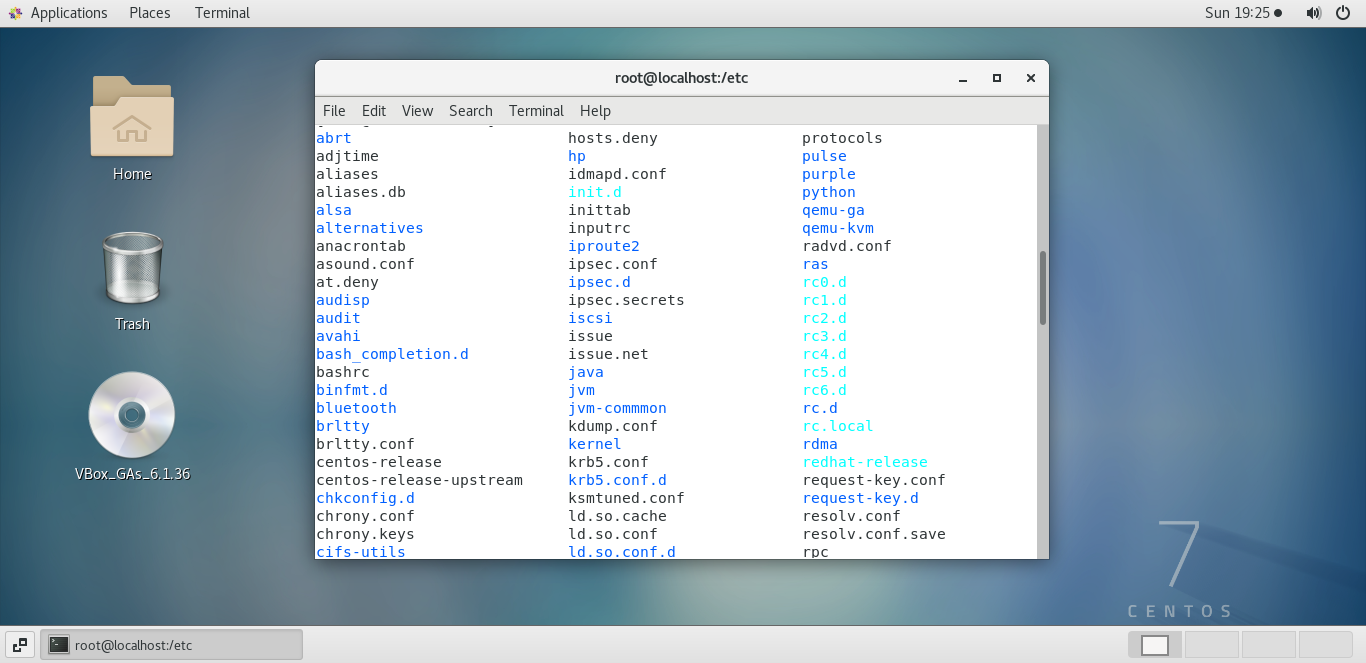 Applications Places Terminal Sun 19:25
root@localhost:/etc
File Edit View Search Terminal Help
abrt hosts.deny protocols
adjtime hp pulse
aliases idmapd.conf purple
aliases.db init.d python
alsa inittab qemu-ga
alternatives inputrc qemu-kvm
anacrontab iproute2 radvd.conf
asound.conf ipsec.conf ras
at.deny ipsec.d rc0.d
audisp ipsec.secrets rc1.d
audit iscsi rc2.d
avahi issue rc3.d
bash_completion.d issue.net rc4.d
bashrc java rc5.d
binfmt.d jvm rc6.d
bluetooth jvm-commmon rc.d
brltty kdump.conf rc.local
brltty.conf kernel rdma
centos-release krb5.conf redhat-release
centos-release-upstream krb5.conf.d request-key.conf
chkconfig.d ksmtuned.conf request-key.d
chrony.conf ld.so.cache resolv.conf
chrony.keys ld.so.conf resolv.conf.save
cifs-utils ld.so.conf.d rpc
Home
Trash
VBox_GAs_6.1.36
7
CENTOS
root@localhost:/etc